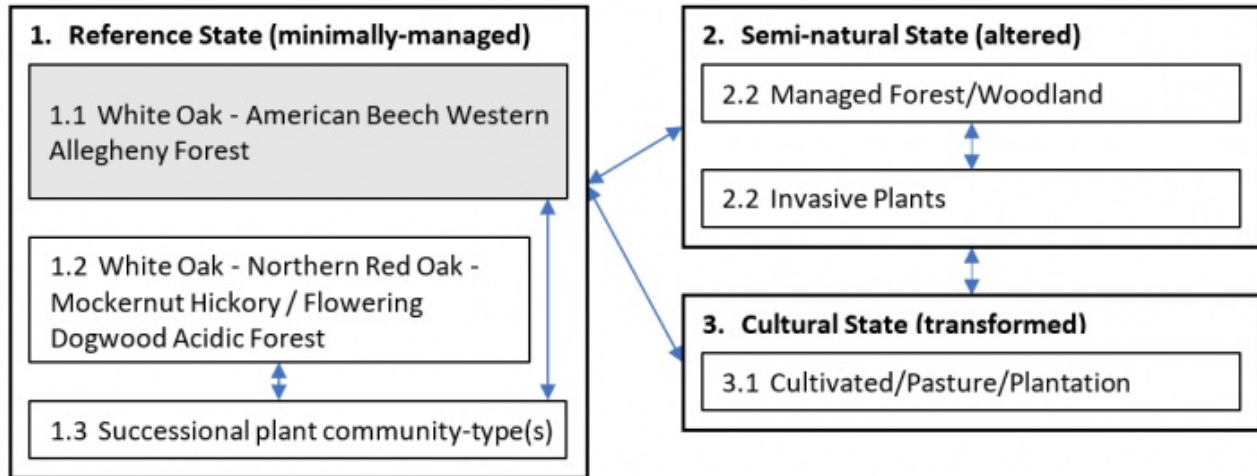 1. Reference State (minimally-managed)
1.1 White Oak - American Beech Western
Allegheny Forest
1.2 White Oak - Northern Red Oak -
Mockernut Hickory / Flowering
Dogwood Acidic Forest
1.3 Successional plant community-type(s)
2. Semi-natural State (altered)
2.2 Managed Forest/Woodland
2.2 Invasive Plants
3. Cultural State (transformed)
3.1 Cultivated/Pasture/Plantation